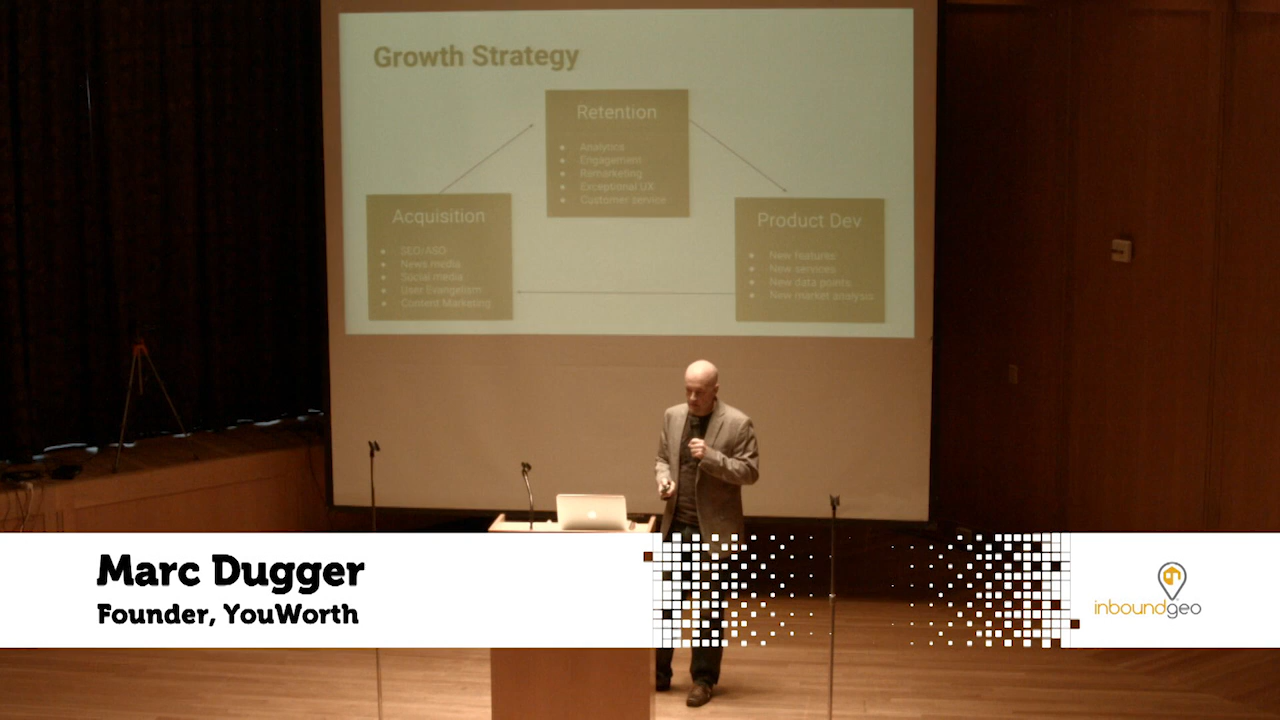 Growth Strategy
Retention
● Analytics
● Engagement
● Remarketing
● Exceptional UX
● Customer service
Acquisition
● SEO/ASO
● News media
● Social media
● User Evangelism
● Content Marketing
Product Dev
● New features
● New services
● New data points
● New market analysis
Marc Dugger
Founder, YouWorth
inboundgeo